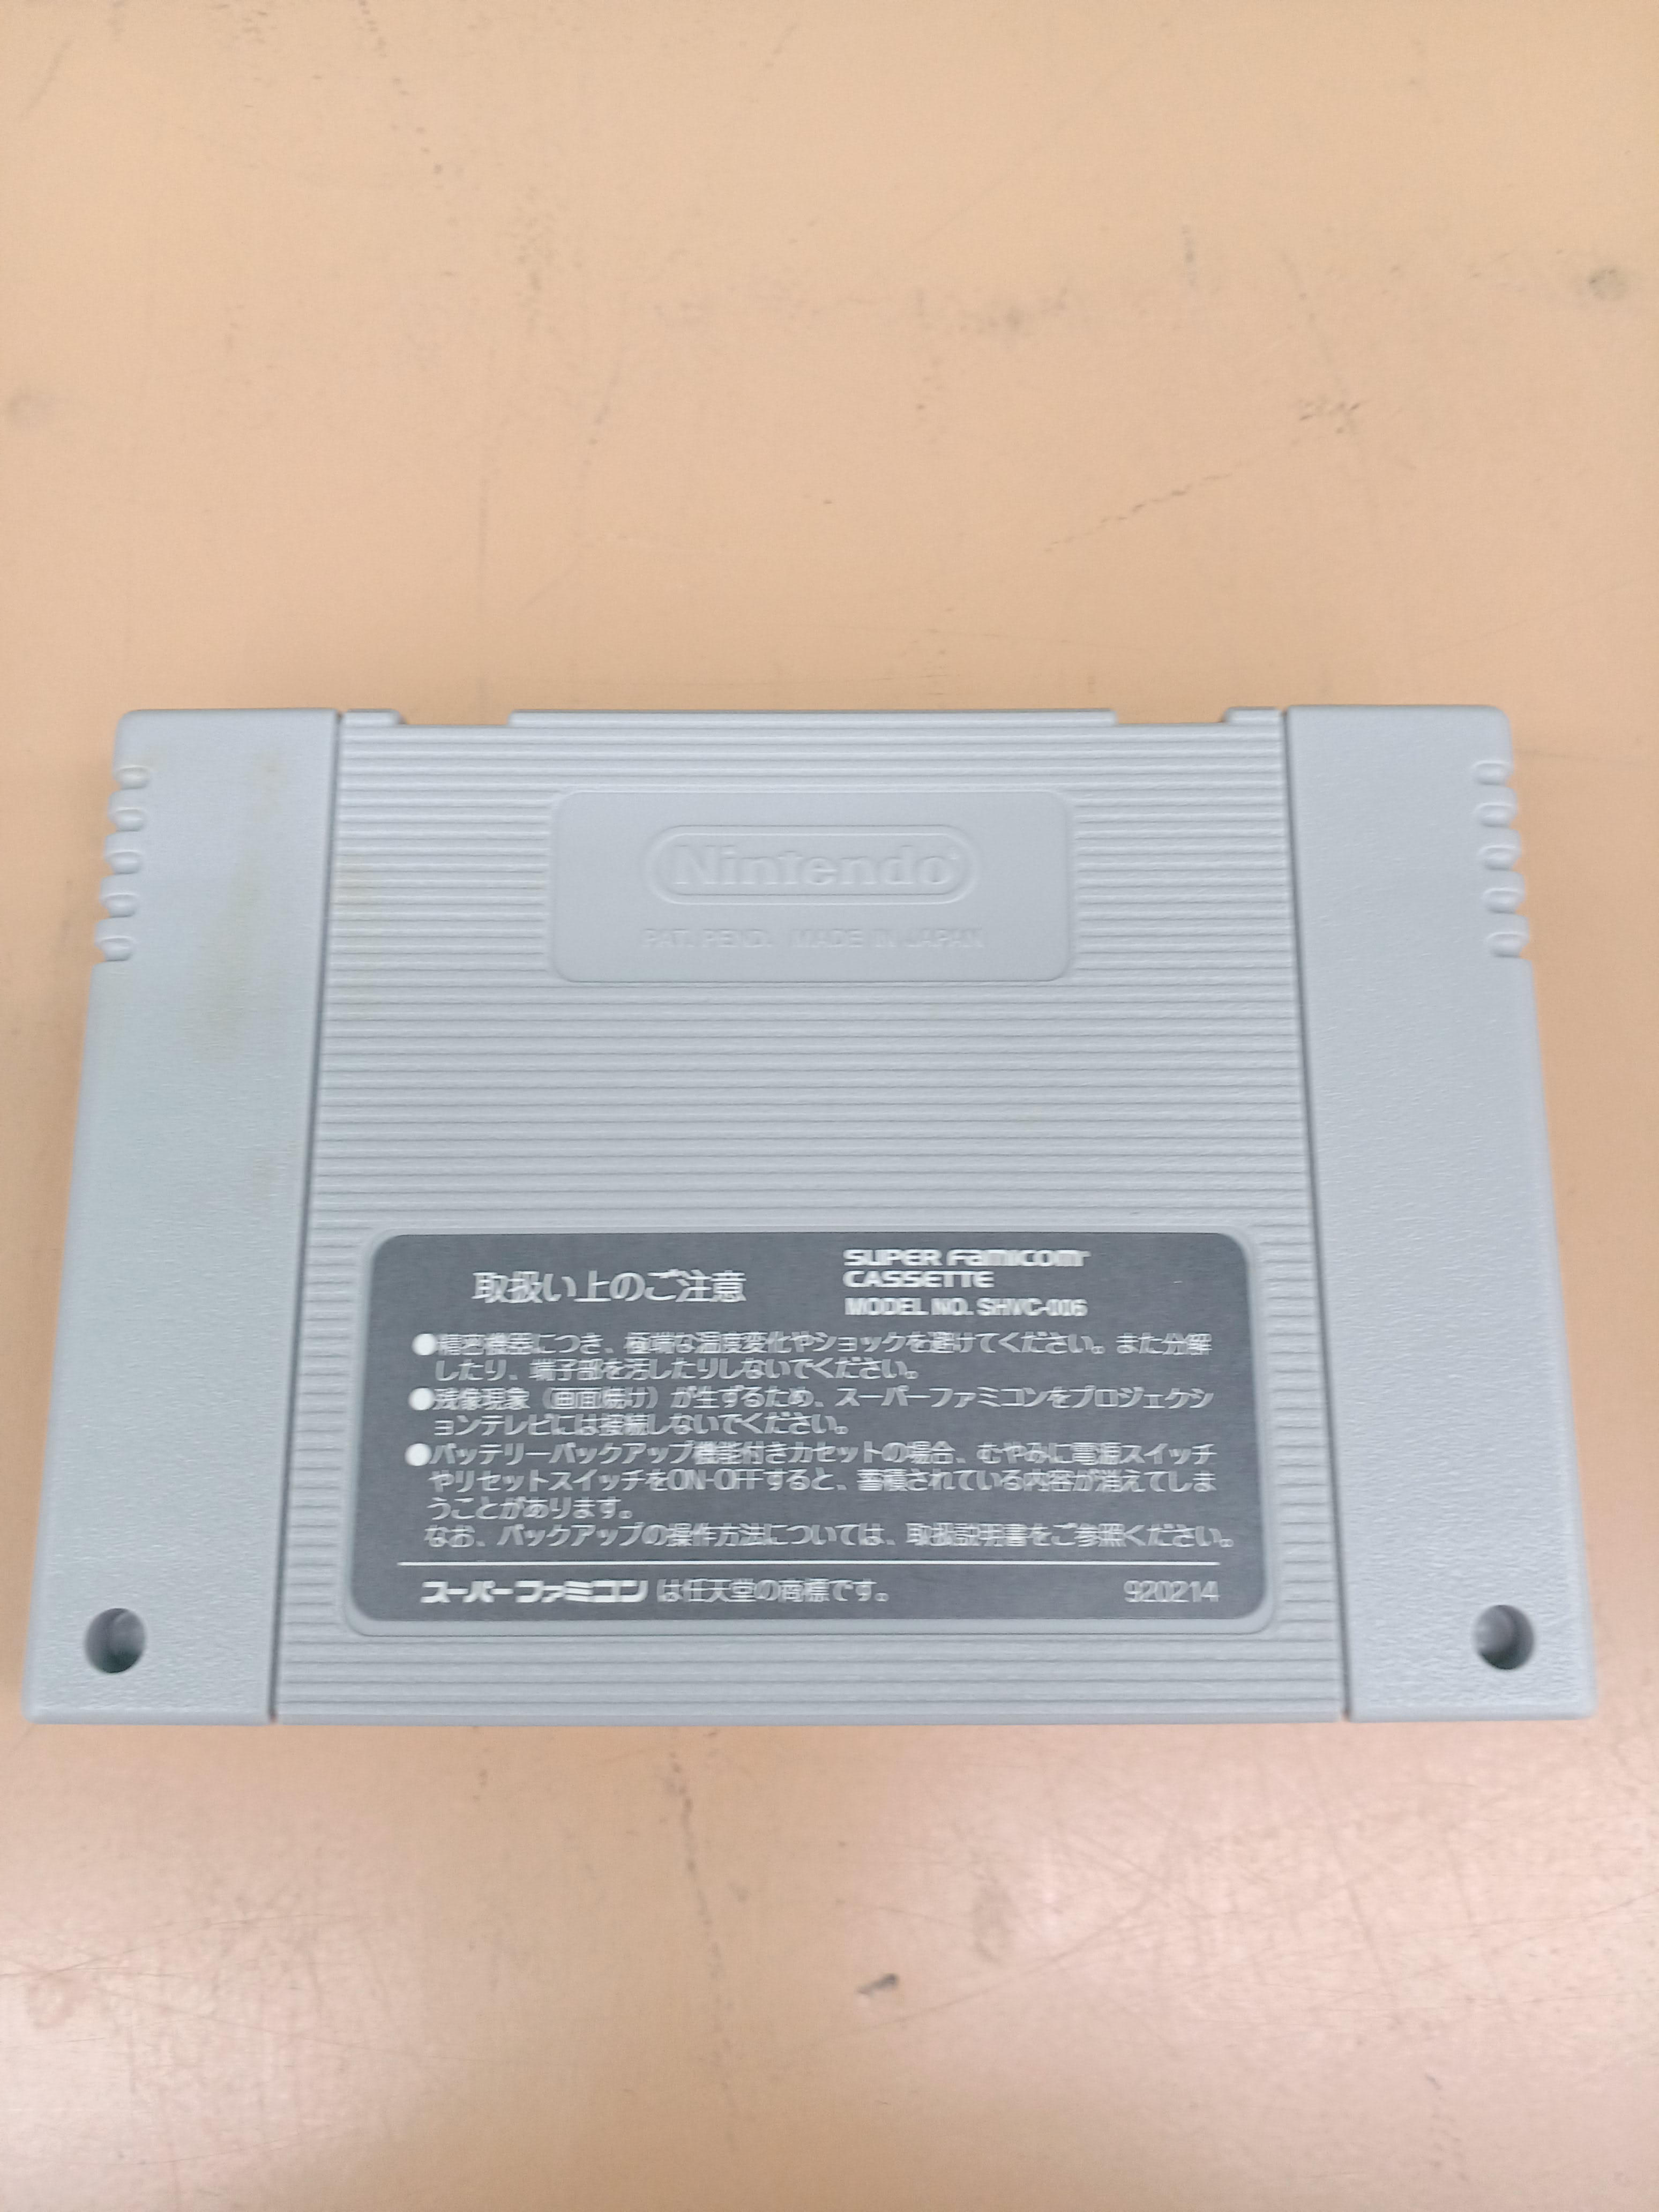 Nintendo
PAT. PEND. MADE IN JAPAN
取扱い上のご注意
SUPER FAMICOM
CASSETTE
MODEL NO. SHVC-006
●精密機器につき、極端な温度変化やショックを避けてください。また分解
したり、端子部を汚したりしないでください。
●残像現象（画面焼け）が生ずるため、スーパーファミコンをプロジェクシ
ョンテレビには接続しないでください。
●バッテリーバックアップ機能付きカセットの場合、むやみに電源スイッチ
やリセットスイッチをON-OFFすると、蓄積されている内容が消えてしま
うことがあります。
なお、バックアップの操作方法については、取扱説明書をご参照ください。
スーパーファミコンは任天堂の商標です。
920214